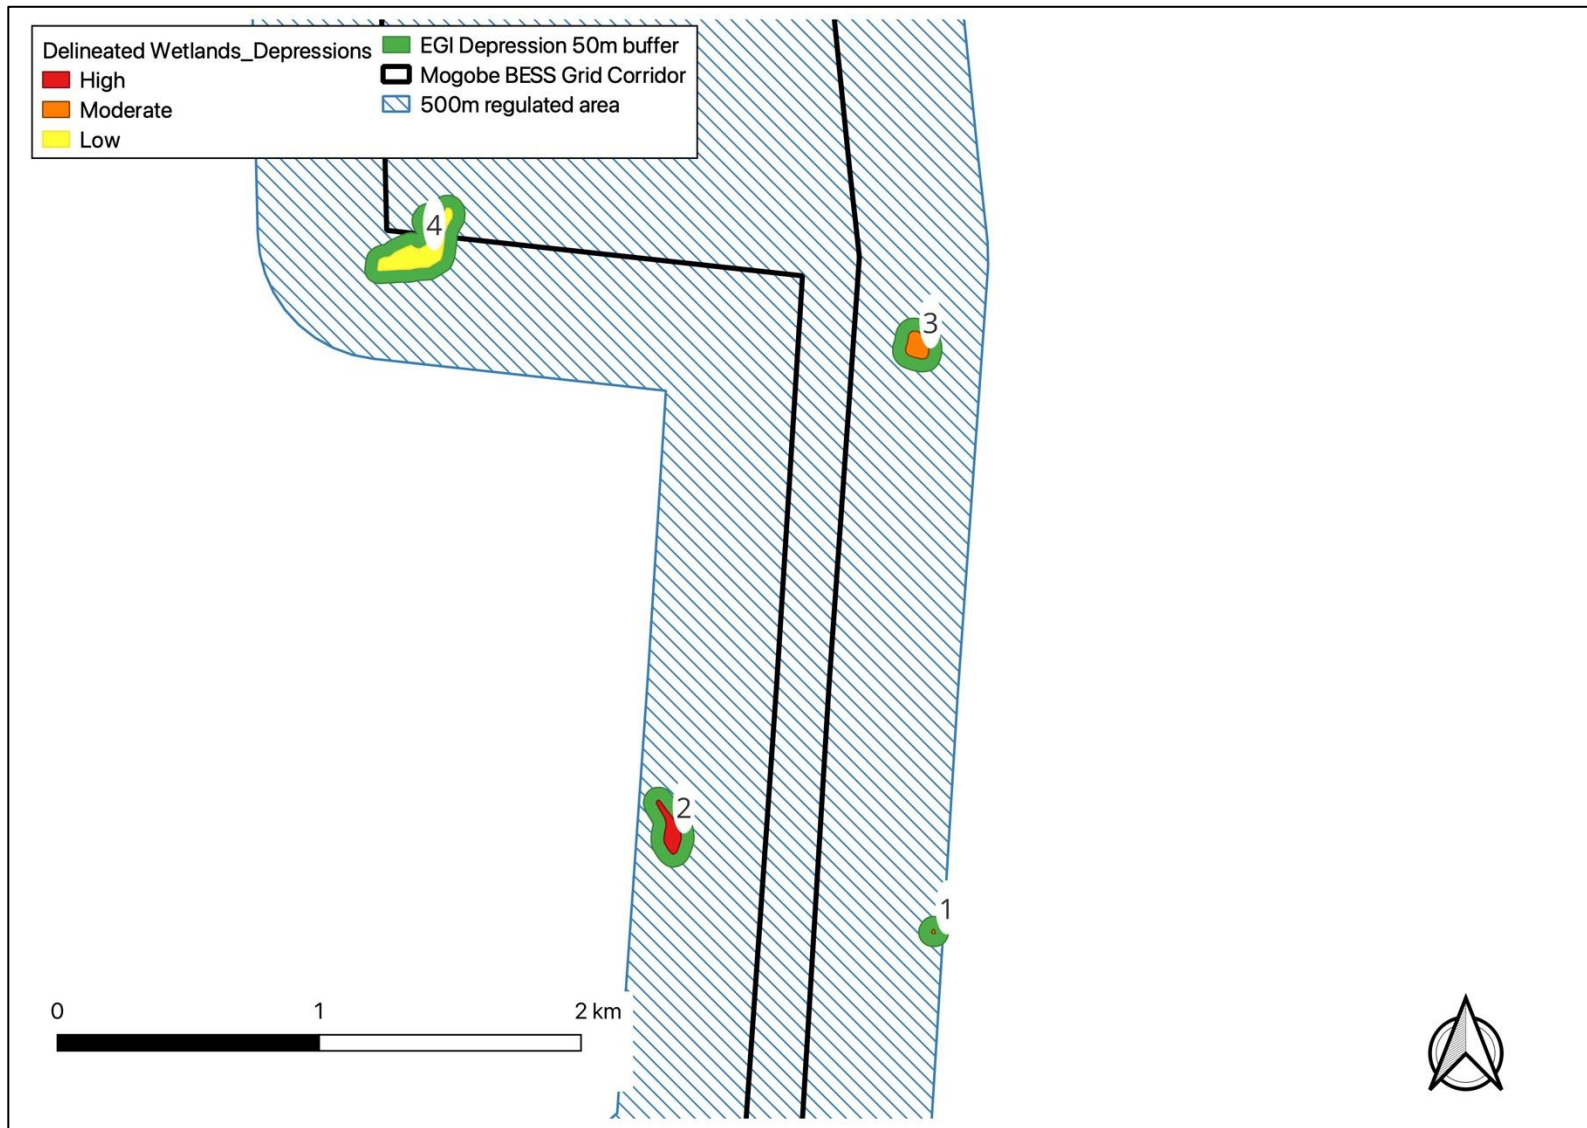 Delineated Wetlands_Depressions
High
Moderate
Low
EGI Depression 50m buffer
Mogobe BESS Grid Corridor
500m regulated area
4
3
2
1
0 1 2 km